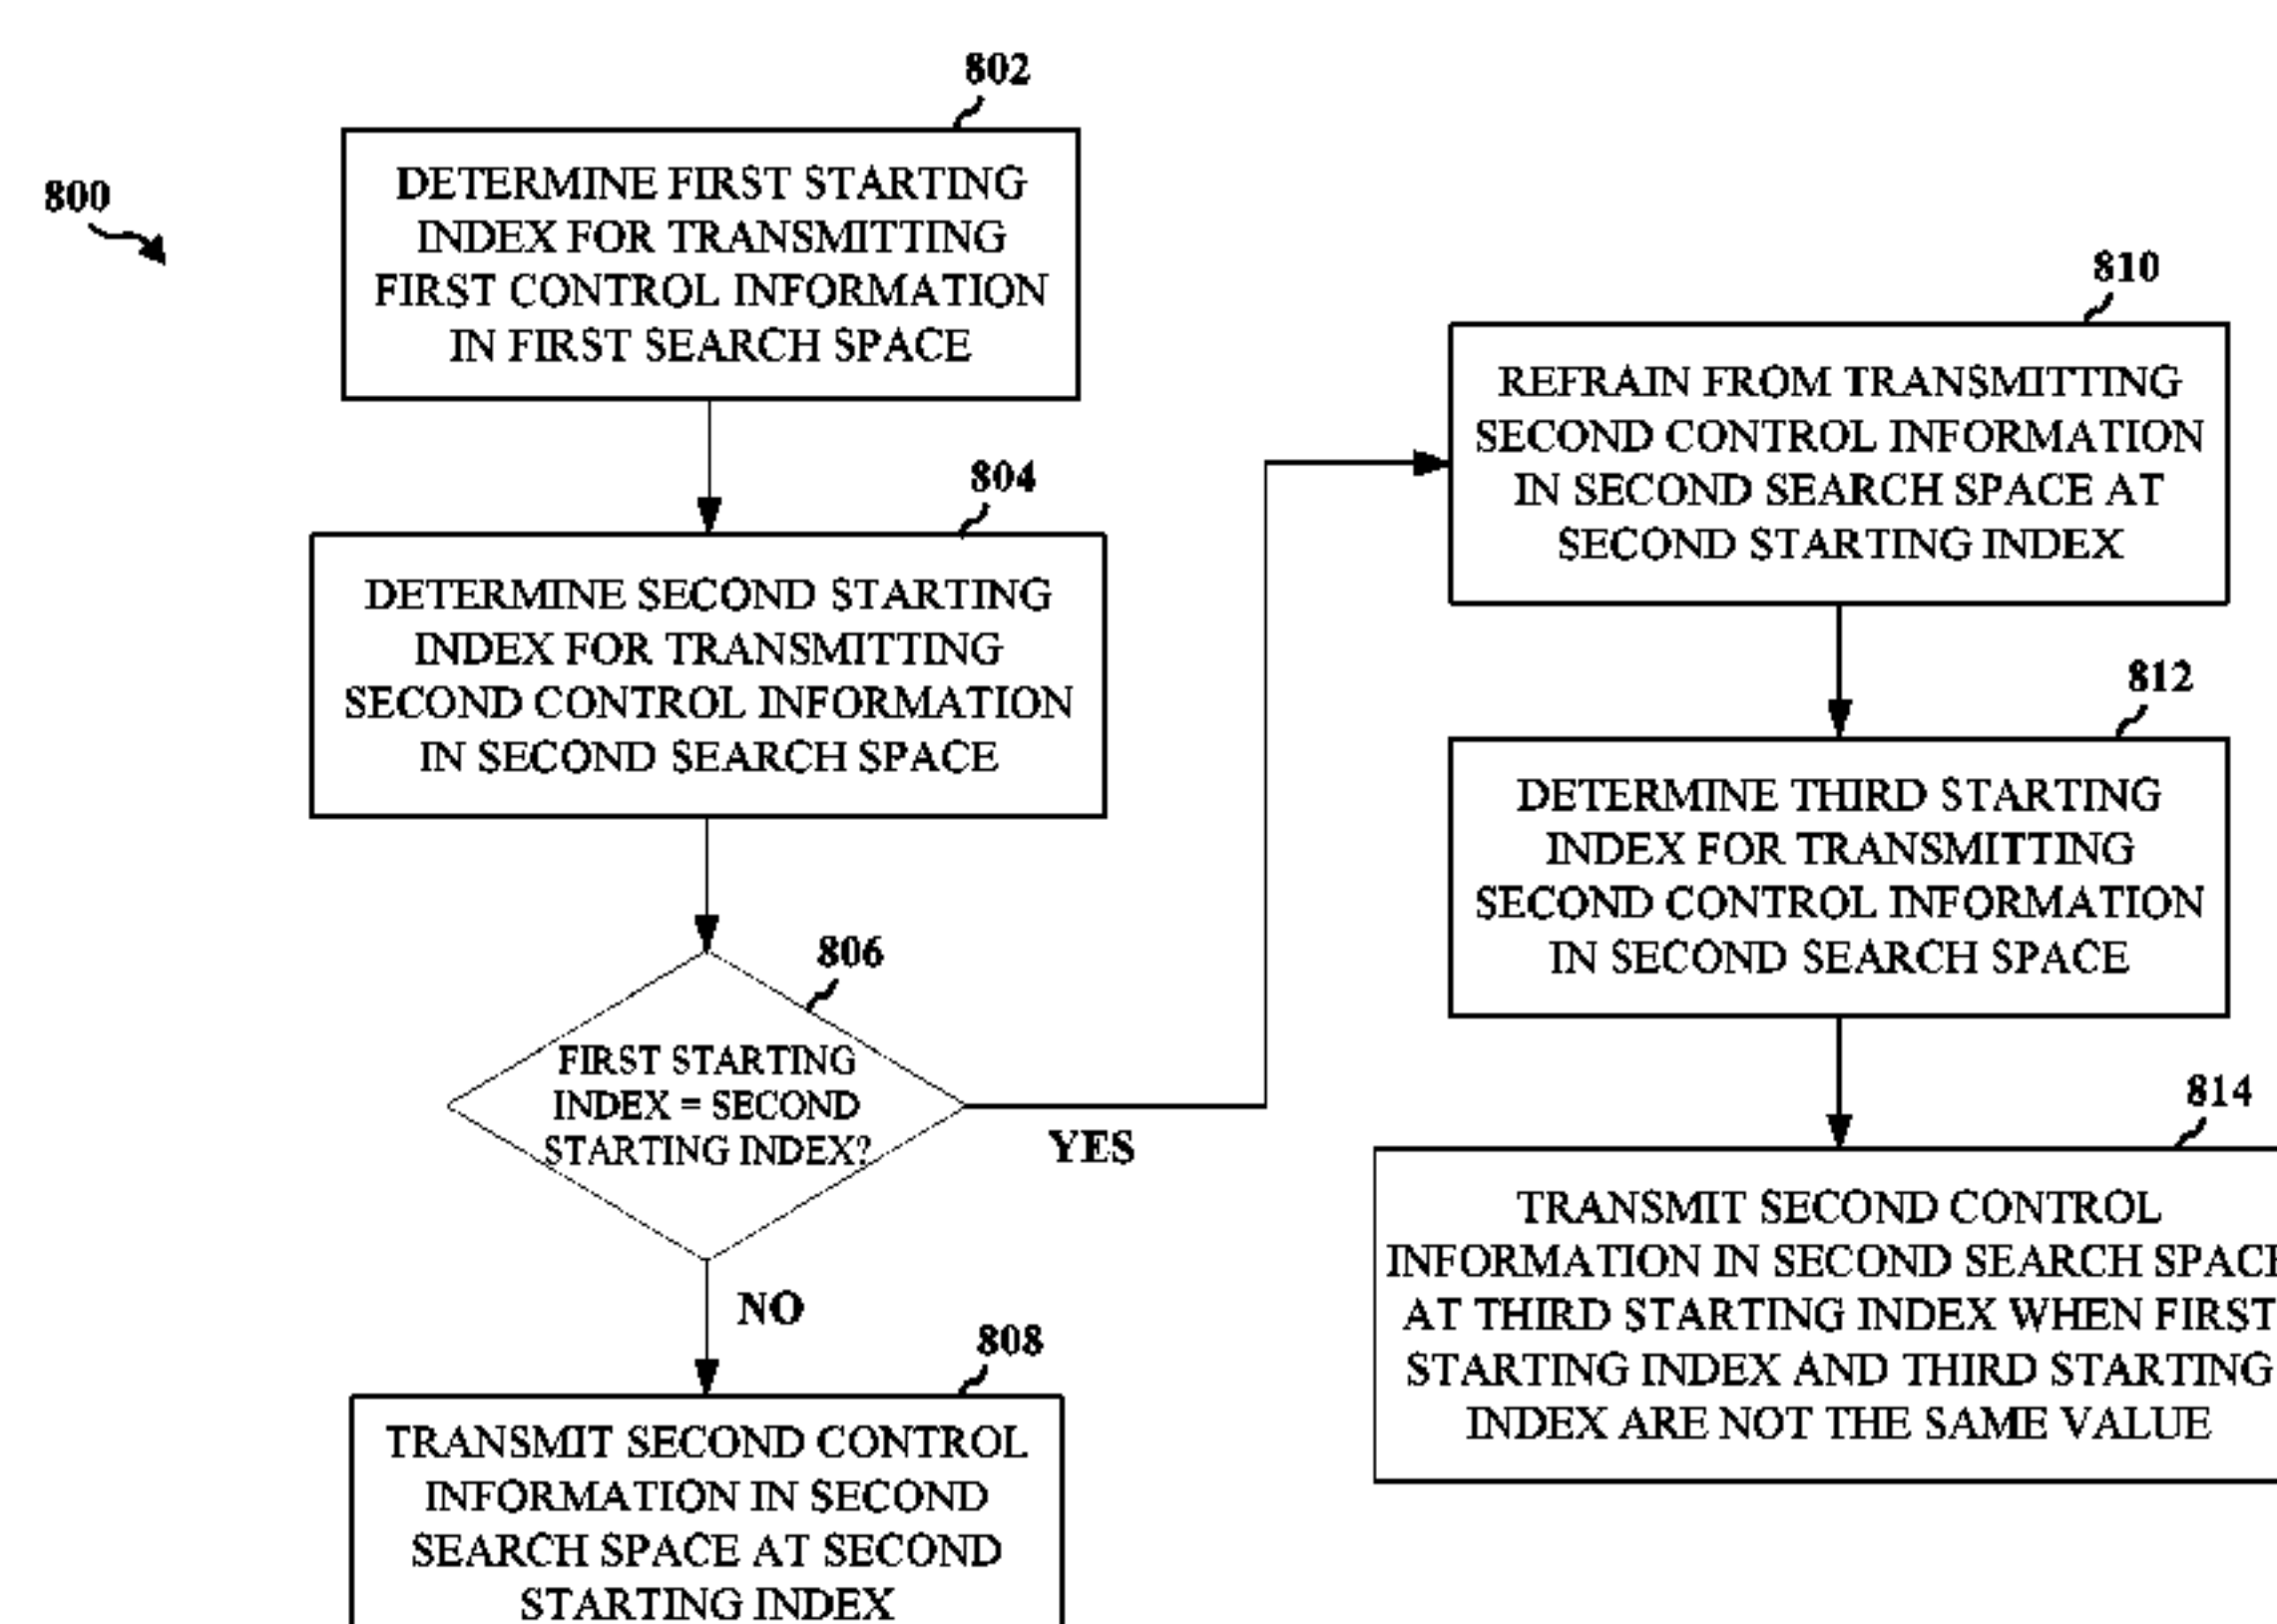 800
802
DETERMINE FIRST STARTING
INDEX FOR TRANSMITTING
FIRST CONTROL INFORMATION
IN FIRST SEARCH SPACE
804
DETERMINE SECOND STARTING
INDEX FOR TRANSMITTING
SECOND CONTROL INFORMATION
IN SECOND SEARCH SPACE
806
FIRST STARTING
INDEX = SECOND
STARTING INDEX?
YES
NO
808
TRANSMIT SECOND CONTROL
INFORMATION IN SECOND
SEARCH SPACE AT SECOND
STARTING INDEX
810
REFRAIN FROM TRANSMITTING
SECOND CONTROL INFORMATION
IN SECOND SEARCH SPACE AT
SECOND STARTING INDEX
812
DETERMINE THIRD STARTING
INDEX FOR TRANSMITTING
SECOND CONTROL INFORMATION
IN SECOND SEARCH SPACE
814
TRANSMIT SECOND CONTROL
INFORMATION IN SECOND SEARCH SPACE
AT THIRD STARTING INDEX WHEN FIRST
STARTING INDEX AND THIRD STARTING
INDEX ARE NOT THE SAME VALUE